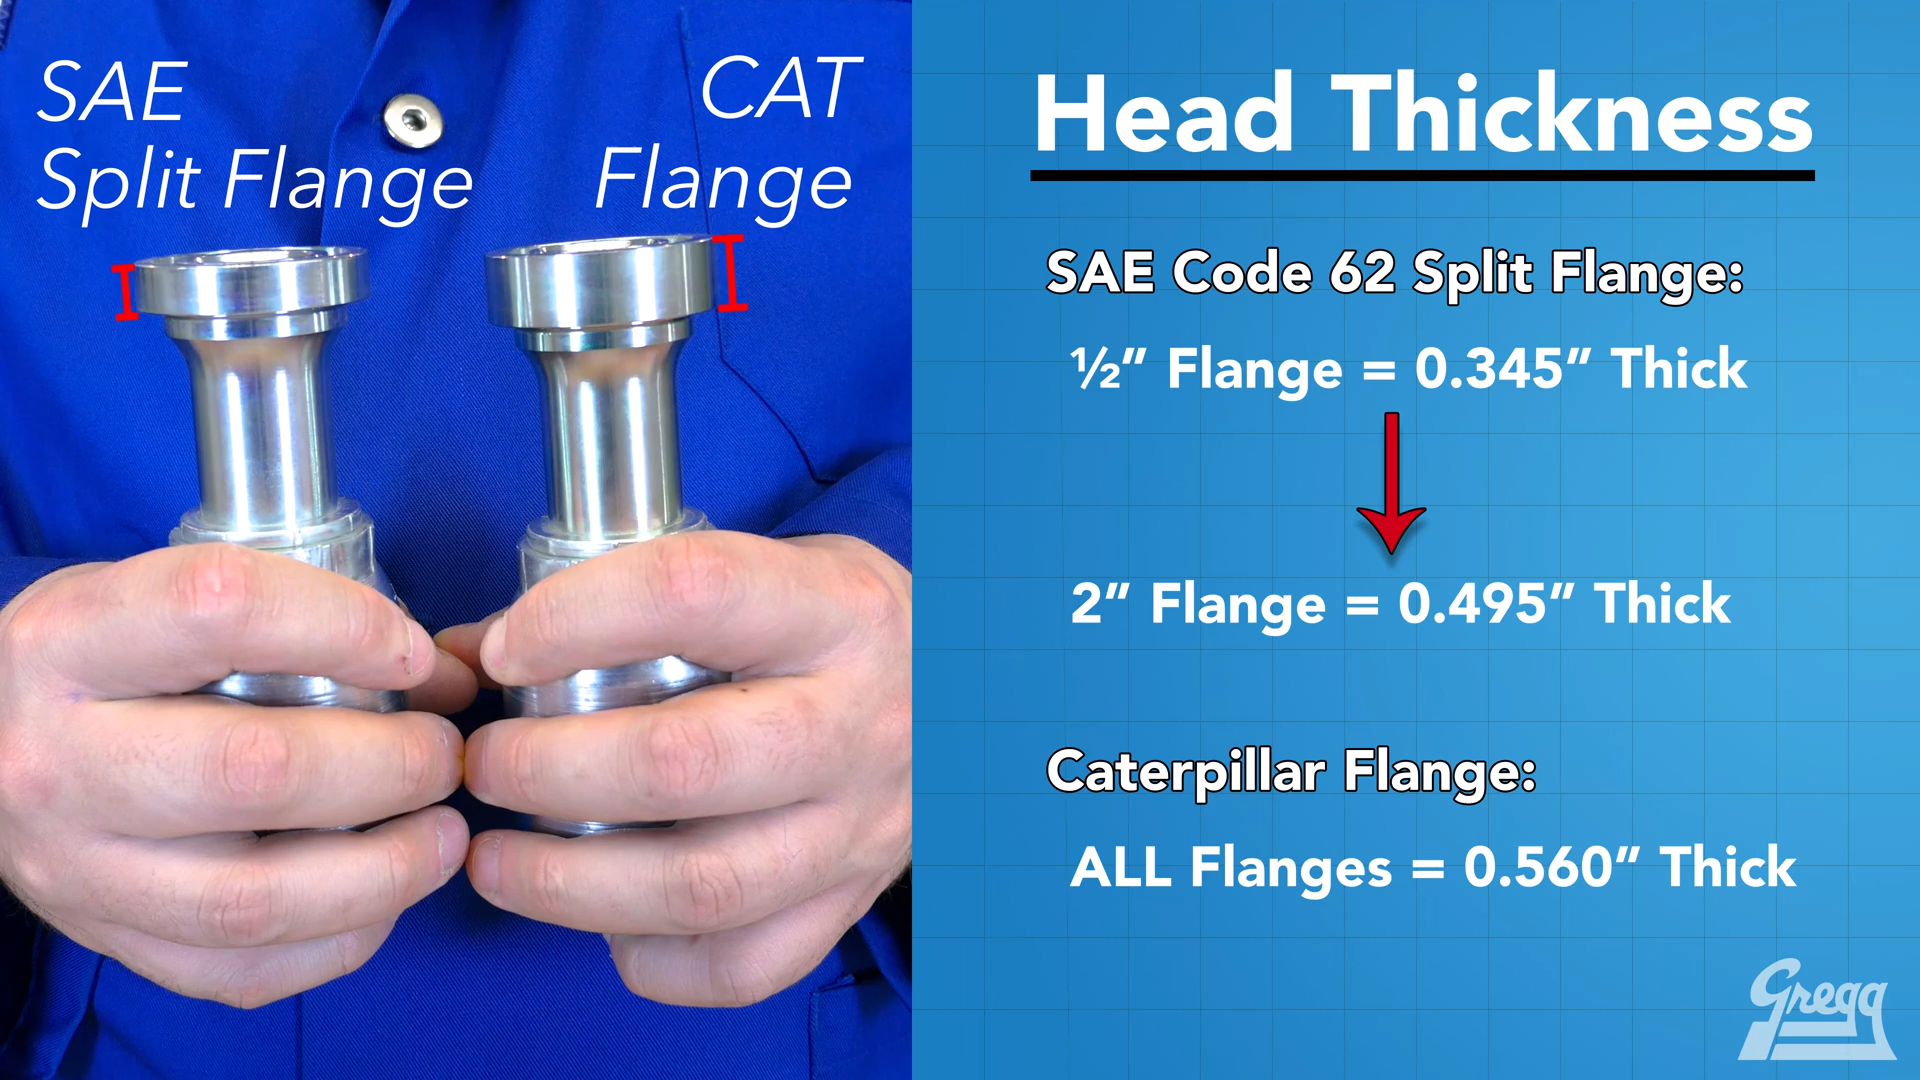 SAE
Split Flange
CAT
Flange
Head Thickness
SAE Code 62 Split Flange:
½” Flange = 0.345” Thick
2” Flange = 0.495” Thick
Caterpillar Flange:
ALL Flanges = 0.560” Thick
Gregg